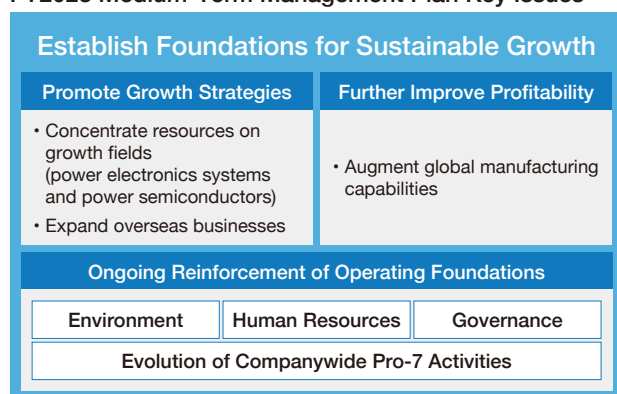 Establish Foundations for Sustainable Growth
Promote Growth Strategies
Further Improve Profitability
• Concentrate resources on
growth fields
(power electronics systems
and power semiconductors)
• Expand overseas businesses
• Augment global manufacturing
capabilities
Ongoing Reinforcement of Operating Foundations
Environment
Human Resources
Governance
Evolution of Companywide Pro-7 Activities